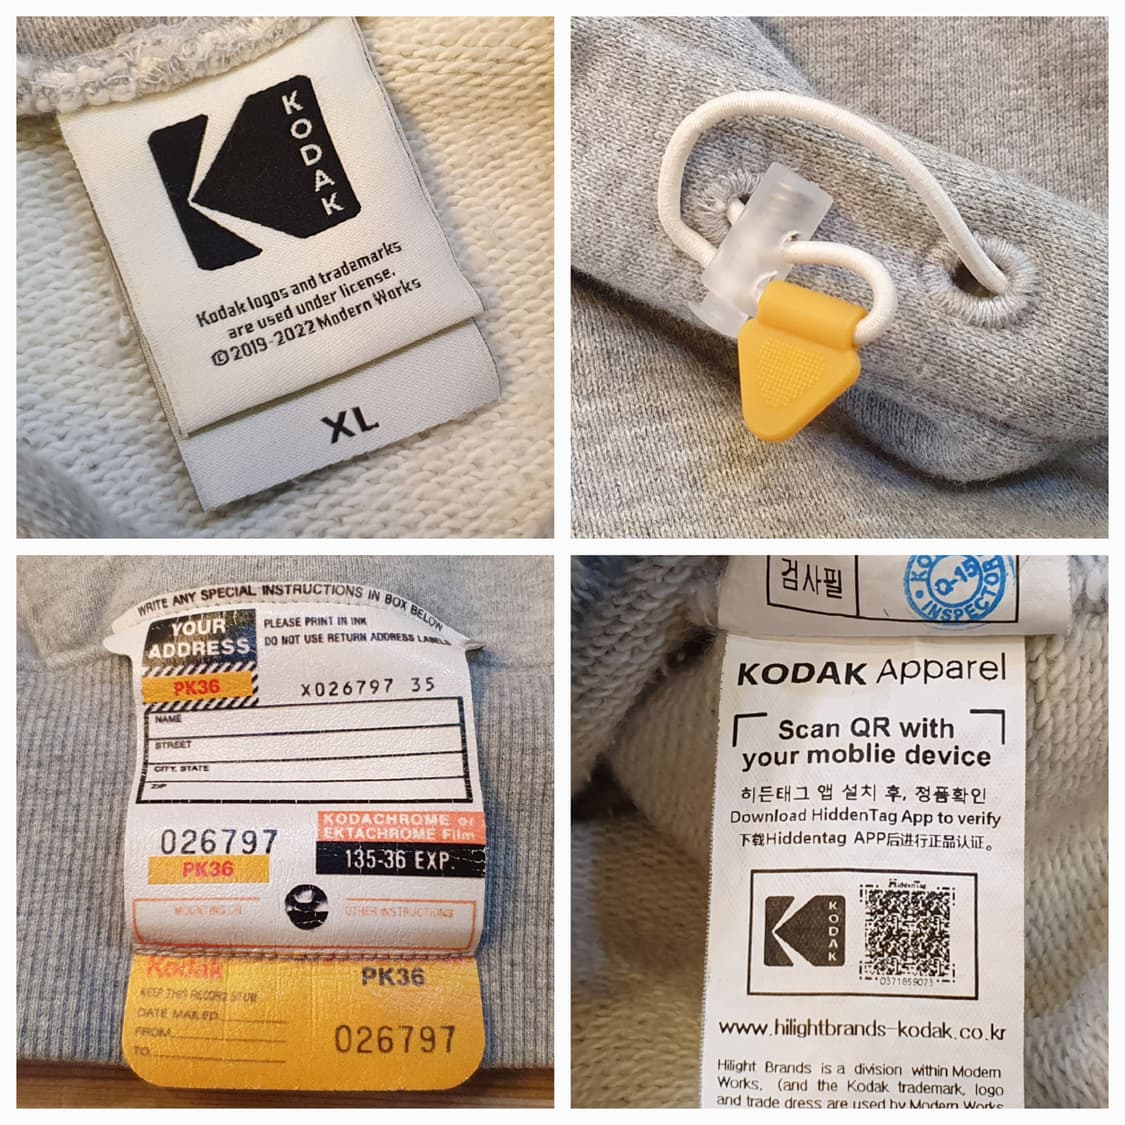 KODAK
Kodak logos and trademarks
are used under license.
©2019-2022 Modern Works
XL
WRITE ANY SPECIAL INSTRUCTIONS IN BOX BELOW
YOUR
ADDRESS
PLEASE PRINT IN INK
DO NOT USE RETURN ADDRESS LABELS
PK36
X026797 35
NAME
STREET
CITY, STATE
ZIP
026797
PK36
KODACHROME or
EKTACHROME Film
135-36 EXP.
OTHER INSTRUCTIONS
Kodak
PK36
KEEP THIS RECORD STUB
DATE MAILED
FROM
TO
026797
검사필
Q-15
INSPECTOR
KODAK Apparel
Scan QR with
your moblie device
히든태그 앱 설치 후, 정품확인
Download HiddenTag App to verify
下载Hiddentag APP后进行正品认证。
KODAK
HiddenTag
0371859073
www.hilightbrands-kodak.co.kr
Hilight Brands is a division within Modern
Works, (and the Kodak trademark, logo
and trade dress are used by Modern Works